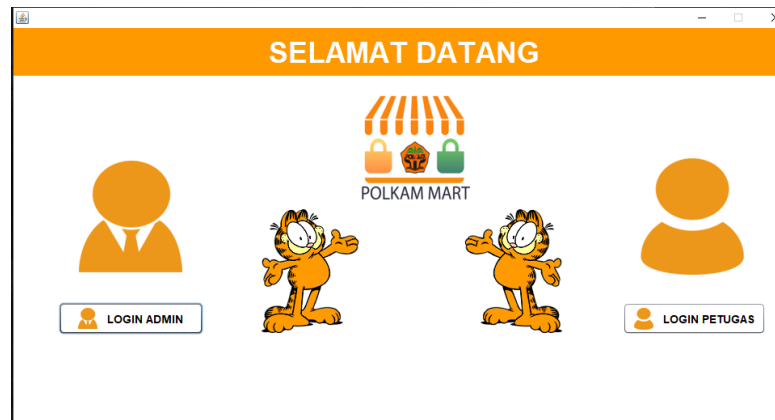 SELAMAT DATANG
POLKAM MART
LOGIN ADMIN
LOGIN PETUGAS